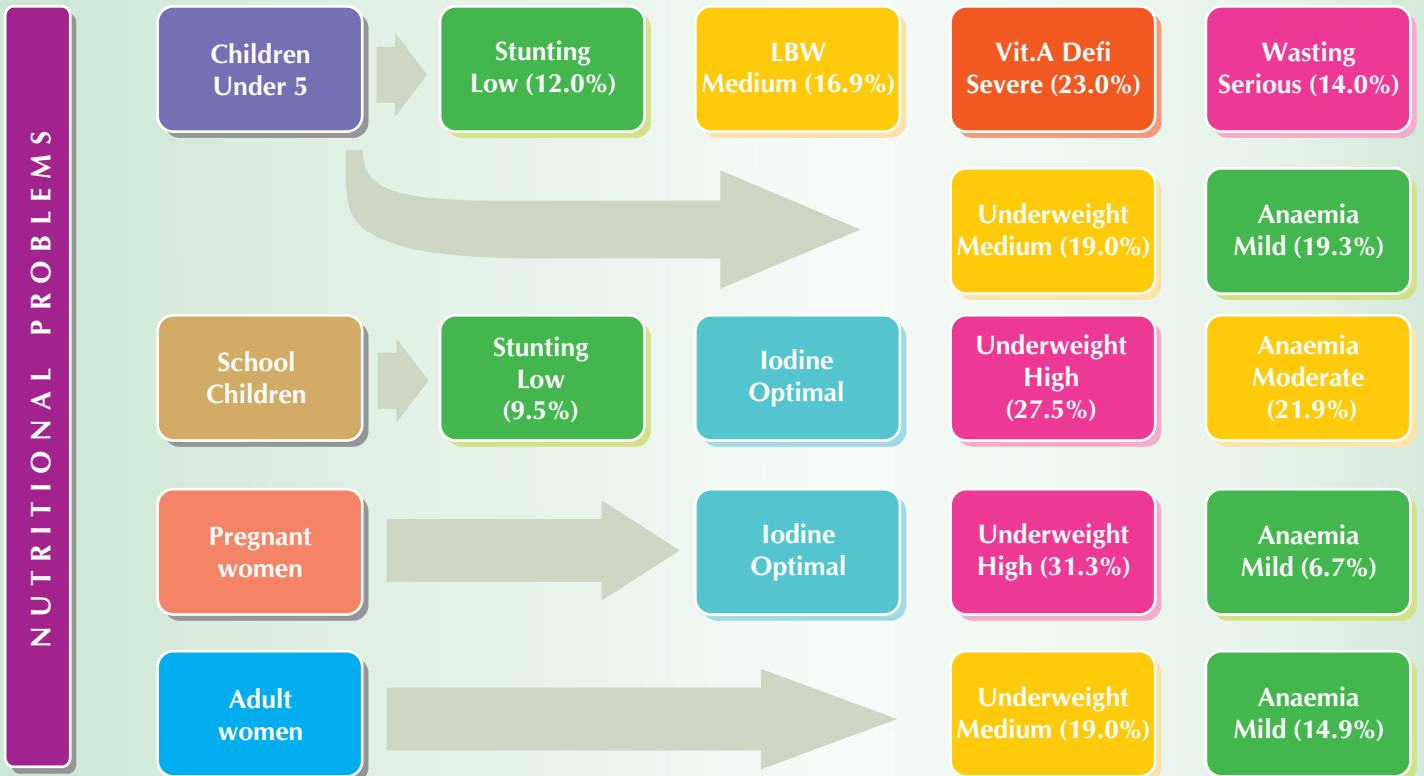 NUTRITIONAL PROBLEMS
Children
Under 5
Stunting
Low (12.0%)
LBW
Medium (16.9%)
Vit.A Defi
Severe (23.0%)
Wasting
Serious (14.0%)
Underweight
Medium (19.0%)
Anaemia
Mild (19.3%)
School
Children
Stunting
Low
(9.5%)
Iodine
Optimal
Underweight
High
(27.5%)
Anaemia
Moderate
(21.9%)
Pregnant
women
Iodine
Optimal
Underweight
High (31.3%)
Anaemia
Mild (6.7%)
Adult
women
Underweight
Medium (19.0%)
Anaemia
Mild (14.9%)